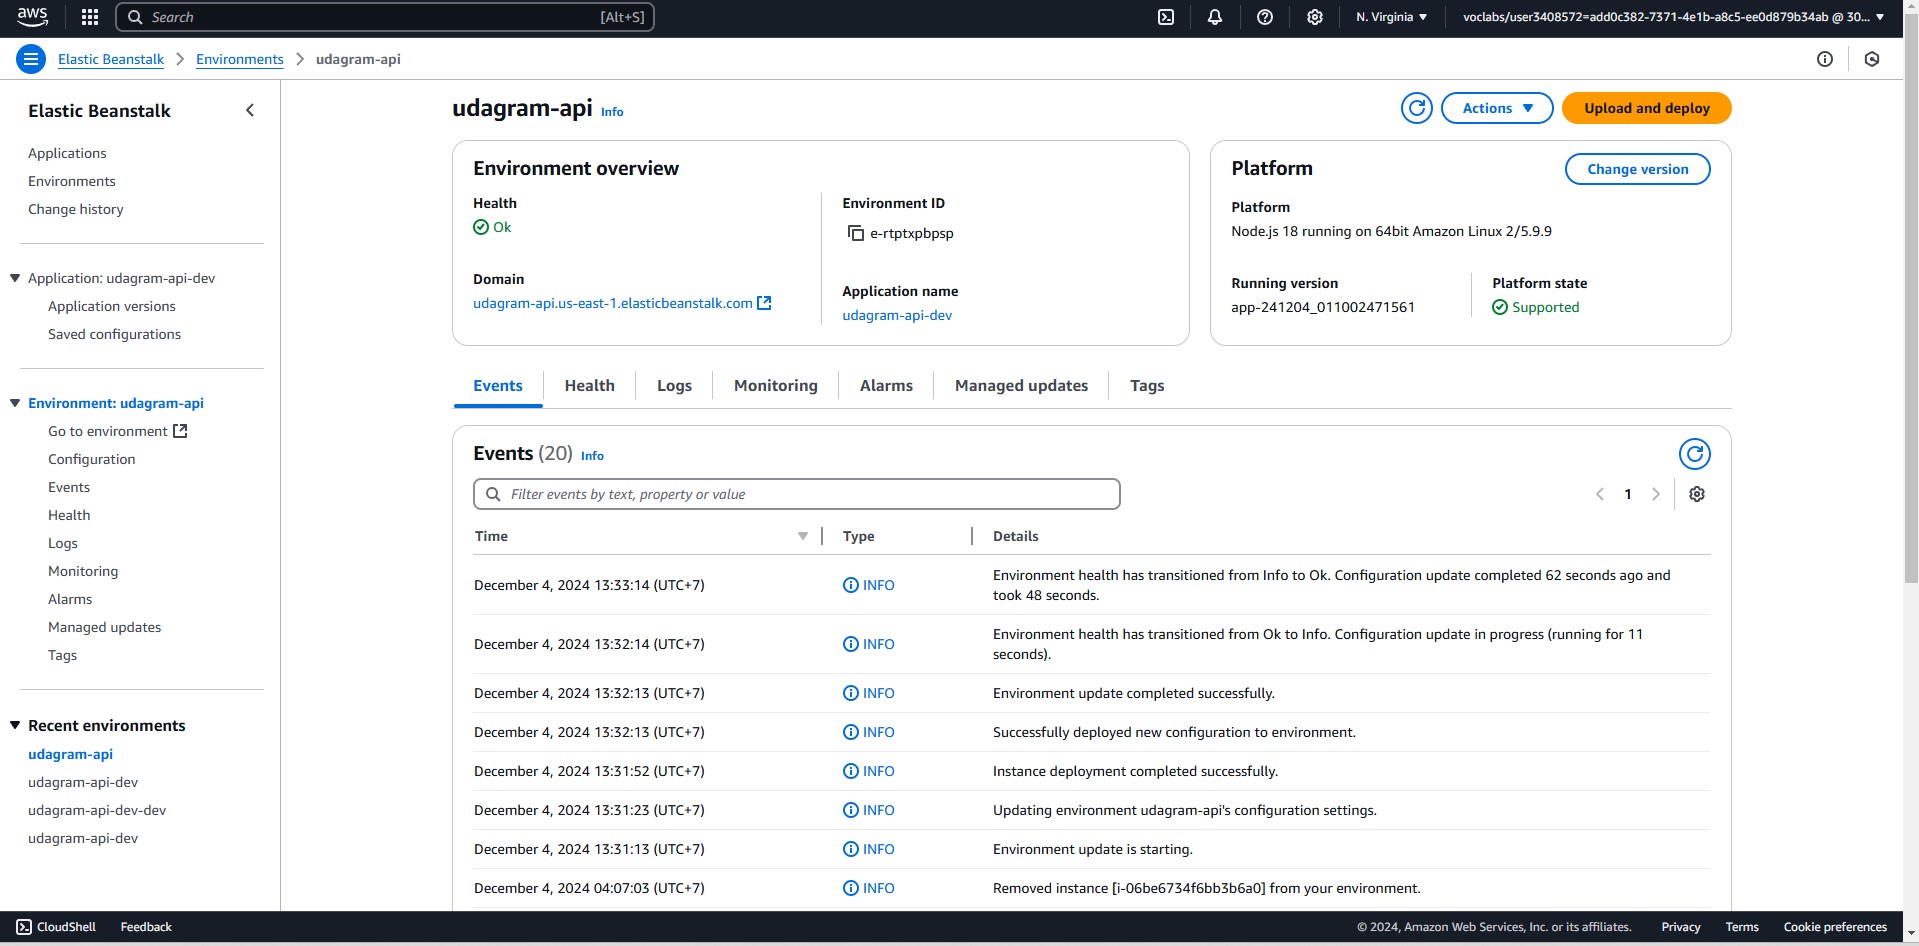 aws
Search [Alt+S]
N. Virginia
voclabs/user3408572=add0c382-7371-4e1b-a8c5-ee0d879b34ab @ 30...
Elastic Beanstalk
Environments
udagram-api
Elastic Beanstalk
Applications
Environments
Change history
Application: udagram-api-dev
Application versions
Saved configurations
Environment: udagram-api
Go to environment
Configuration
Events
Health
Logs
Monitoring
Alarms
Managed updates
Tags
Recent environments
udagram-api
udagram-api-dev
udagram-api-dev-dev
udagram-api-dev
udagram-api Info
Actions
Upload and deploy
Environment overview
Health
Ok
Domain
udagram-api.us-east-1.elasticbeanstalk.com
Environment ID
e-rtptxpbpsp
Application name
udagram-api-dev
Platform
Change version
Platform
Node.js 18 running on 64bit Amazon Linux 2/5.9.9
Running version
app-241204_011002471561
Platform state
Supported
Events Health Logs Monitoring Alarms Managed updates Tags
Events (20) Info
Filter events by text, property or value
1
Time Type Details
December 4, 2024 13:33:14 (UTC+7) INFO Environment health has transitioned from Info to Ok. Configuration update completed 62 seconds ago and
took 48 seconds.
December 4, 2024 13:32:14 (UTC+7) INFO Environment health has transitioned from Ok to Info. Configuration update in progress (running for 11
seconds).
December 4, 2024 13:32:13 (UTC+7) INFO Environment update completed successfully.
December 4, 2024 13:32:13 (UTC+7) INFO Successfully deployed new configuration to environment.
December 4, 2024 13:31:52 (UTC+7) INFO Instance deployment completed successfully.
December 4, 2024 13:31:23 (UTC+7) INFO Updating environment udagram-api's configuration settings.
December 4, 2024 13:31:13 (UTC+7) INFO Environment update is starting.
December 4, 2024 04:07:03 (UTC+7) INFO Removed instance [i-06be6734f6bb3b6a0] from your environment.
CloudShell Feedback
© 2024, Amazon Web Services, Inc. or its affiliates. Privacy Terms Cookie preferences